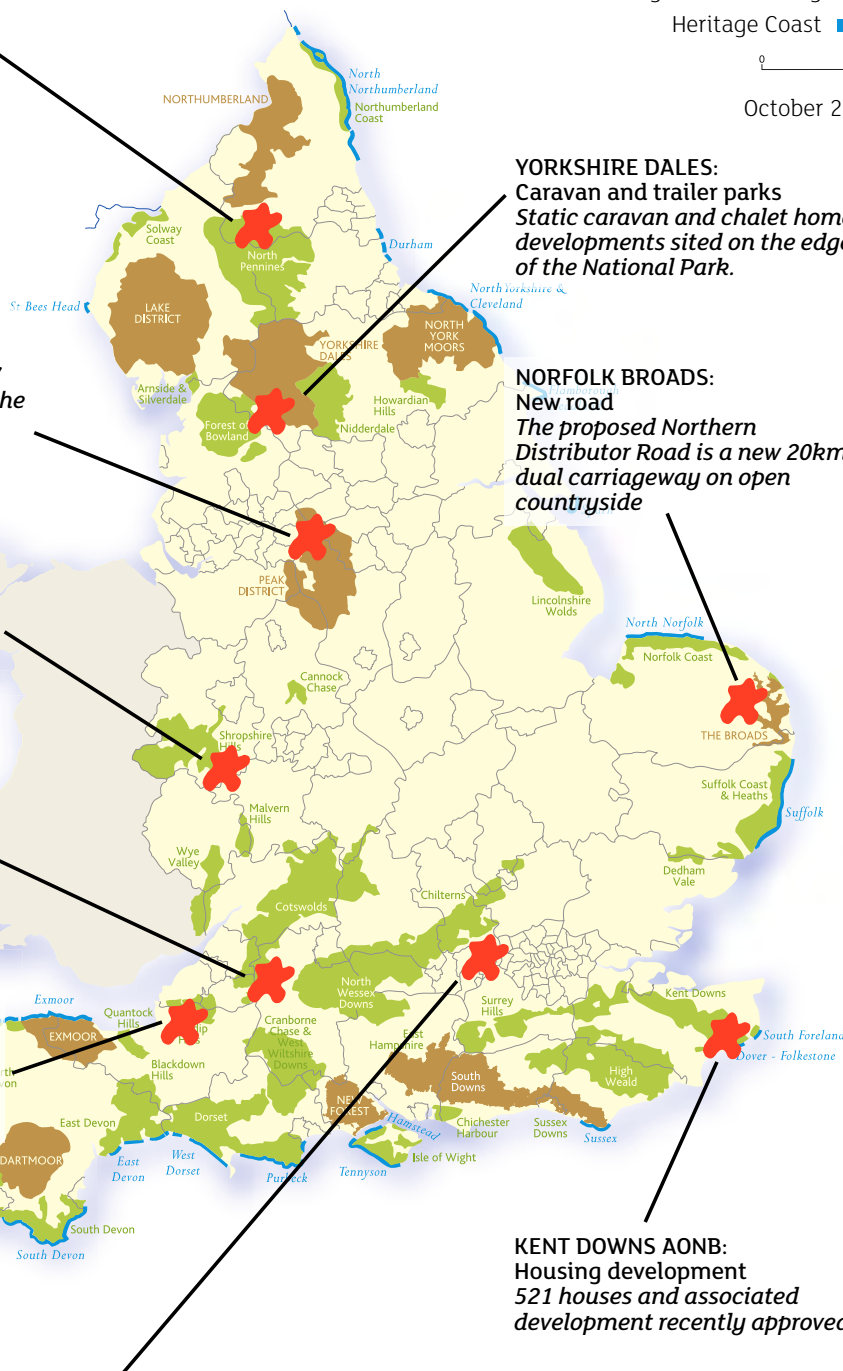 Heritage Coast
0
October 2
North
Northumberland
NORTHUMBERLAND
Northumberland
Coast
YORKSHIRE DALES:
Caravan and trailer parks
Static caravan and chalet home
developments sited on the edge
of the National Park.
Solway
Coast
North
Pennines
Durham
St Bees Head
LAKE
DISTRICT
North Yorkshire &
Cleveland
NORTH
YORK
MOORS
YORKSHIRE
DALES
he
Arnside &
Silverdale
Forest of
Bowland
Nidderdale
Howardian
Hills
Flamborough
NORFOLK BROADS:
New road
The proposed Northern
Distributor Road is a new 20km
dual carriageway on open
countryside
PEAK
DISTRICT
Lincolnshire
Wolds
North Norfolk
Norfolk Coast
Cannock
Chase
THE BROADS
Shropshire
Hills
Suffolk Coast
& Heaths
Suffolk
Malvern
Hills
Wye
Valley
Dedham
Vale
Cotswolds
Chilterns
North
Wessex
Downs
Surrey
Hills
Kent Downs
Exmoor
Quantock
Hills
EXMOOR
Cranborne
Chase &
West
Wiltshire
Downs
East
Hampshire
South Foreland
Dover - Folkestone
Blackdown
Hills
South
Downs
High
Weald
NEW
FOREST
East Devon
Dorset
Hamstead
Chichester
Harbour
Sussex
Downs
Sussex
DARTMOOR
East
Devon
West
Dorset
Purbeck
Tennyson
Isle of Wight
South Devon
South Devon
KENT DOWNS AONB:
Housing development
521 houses and associated
development recently approved